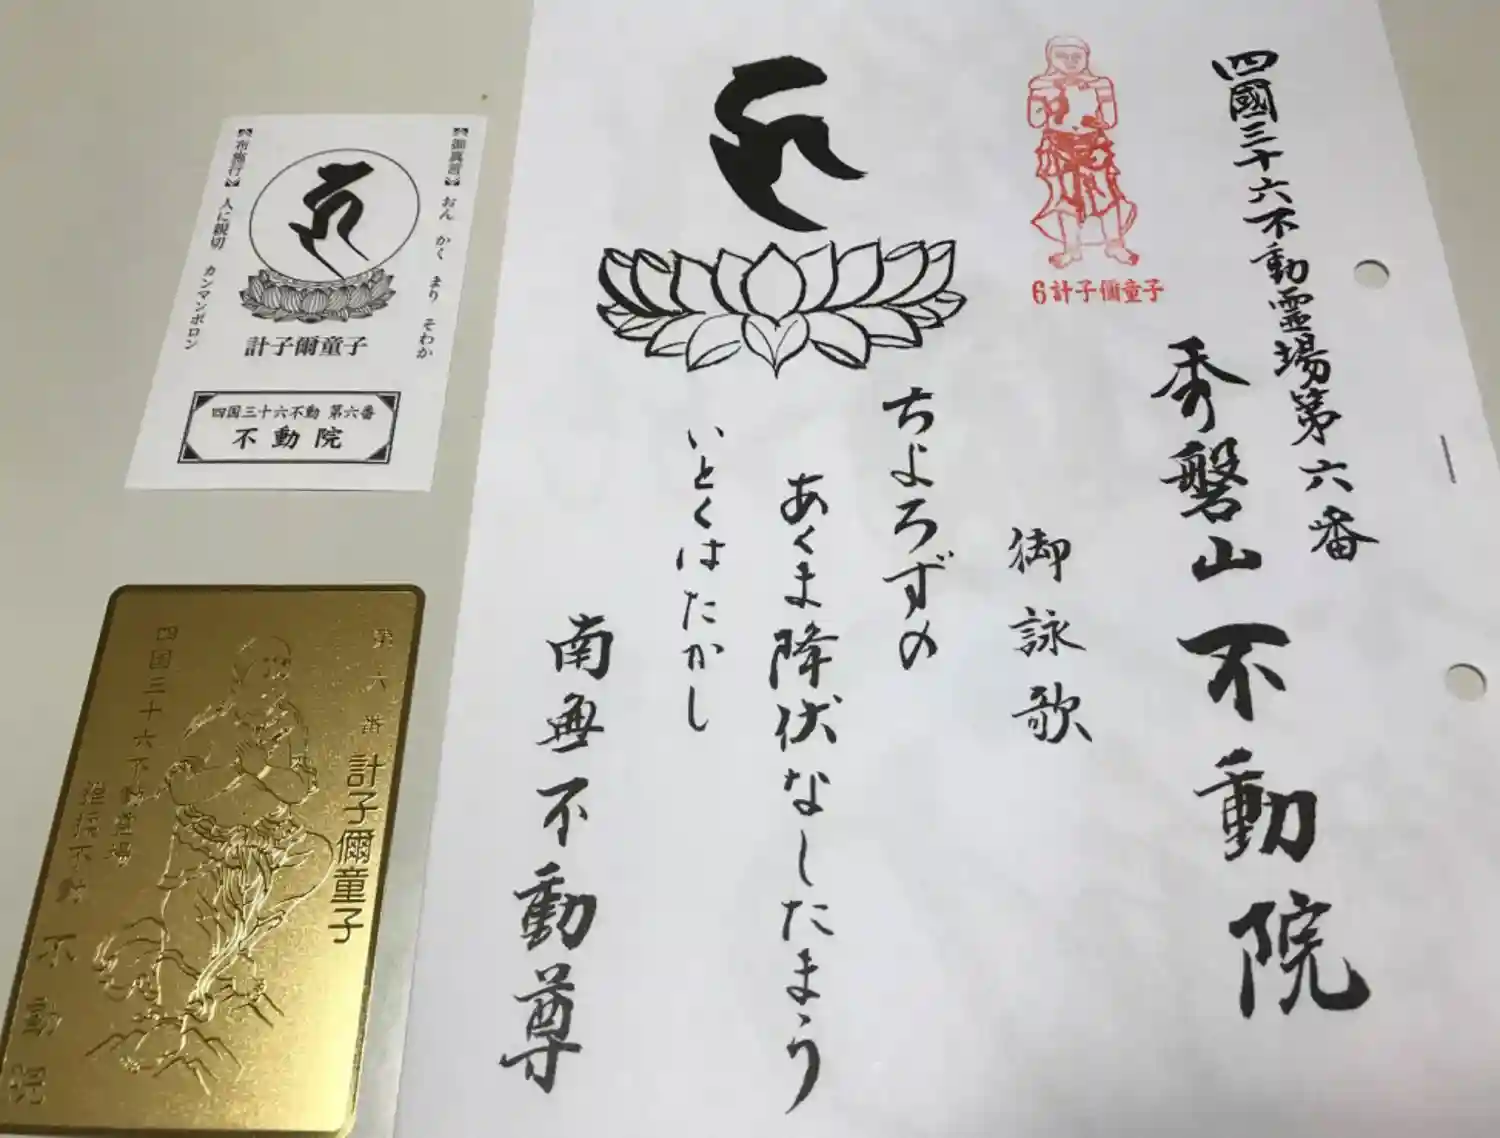 四國三十六不動霊場第六番
秀磐山不動院
御詠歌
ちよろずの
あくま降伏なしたまう
いとくはたかし
南無不動尊
6計子儞童子
御真言
おん かく まり そわか
布施行
人に親切 カンマンボロン
計子爾童子
四国三十六不動 第六番
不動院
第六番
計子儞童子
四国三十六不動霊場
不動院